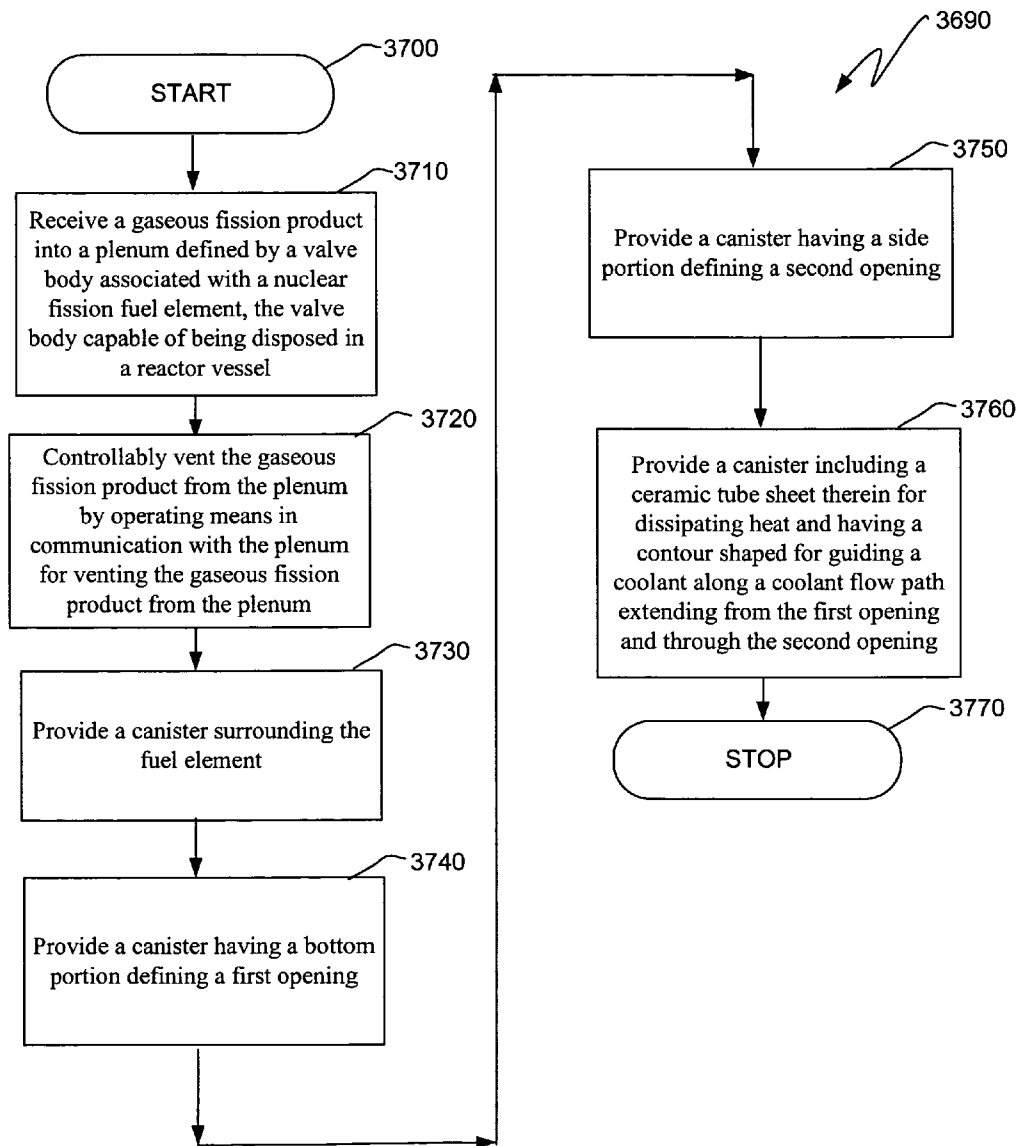 3700
START
3710
Receive a gaseous fission product
into a plenum defined by a valve
body associated with a nuclear
fission fuel element, the valve
body capable of being disposed in
a reactor vessel
3720
Controllably vent the gaseous
fission product from the plenum
by operating means in
communication with the plenum
for venting the gaseous fission
product from the plenum
3730
Provide a canister surrounding the
fuel element
3740
Provide a canister having a bottom
portion defining a first opening
3690
3750
Provide a canister having a side
portion defining a second opening
3760
Provide a canister including a
ceramic tube sheet therein for
dissipating heat and having a
contour shaped for guiding a
coolant along a coolant flow path
extending from the first opening
and through the second opening
3770
STOP